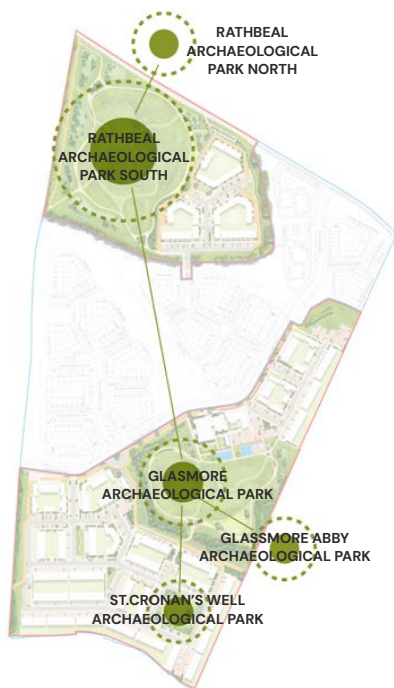 RATHBEAL
ARCHAEOLOGICAL
PARK NORTH
RATHBEAL
ARCHAEOLOGICAL
PARK SOUTH
GLASMORE
ARCHAEOLOGICAL PARK
GLASSMORE ABBY
ARCHAEOLOGICAL PARK
ST.CRONAN'S WELL
ARCHAEOLOGICAL PARK